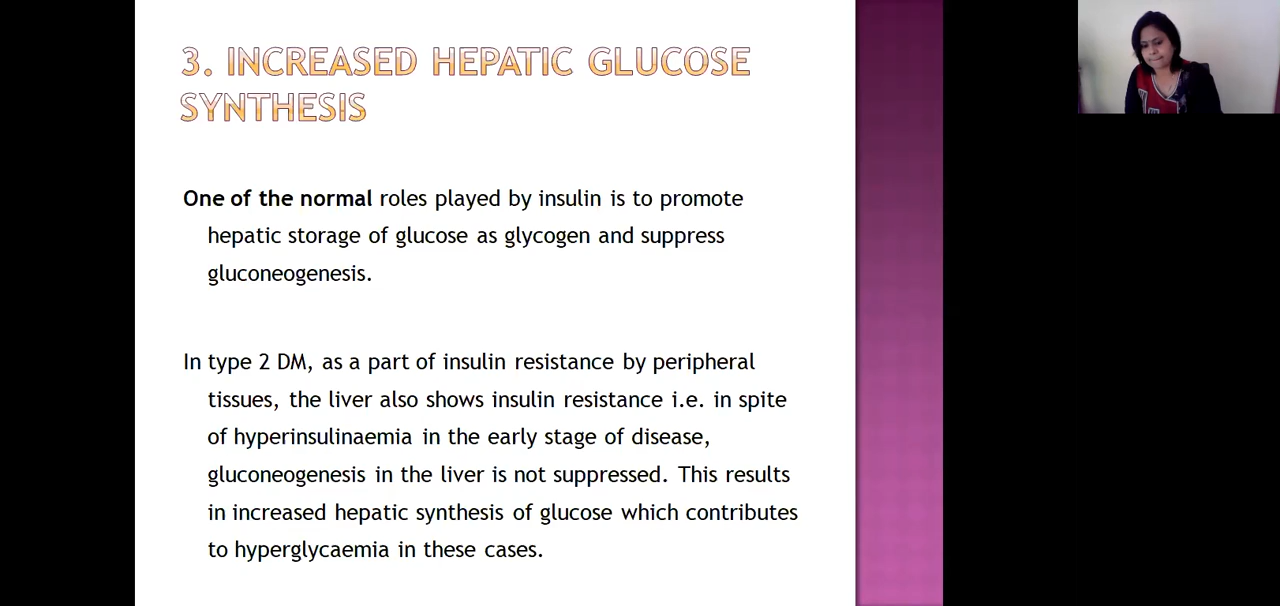 3. INCREASED HEPATIC GLUCOSE
SYNTHESIS
One of the normal roles played by insulin is to promote
hepatic storage of glucose as glycogen and suppress
gluconeogenesis.
In type 2 DM, as a part of insulin resistance by peripheral
tissues, the liver also shows insulin resistance i.e. in spite
of hyperinsulinaemia in the early stage of disease,
gluconeogenesis in the liver is not suppressed. This results
in increased hepatic synthesis of glucose which contributes
to hyperglycaemia in these cases.